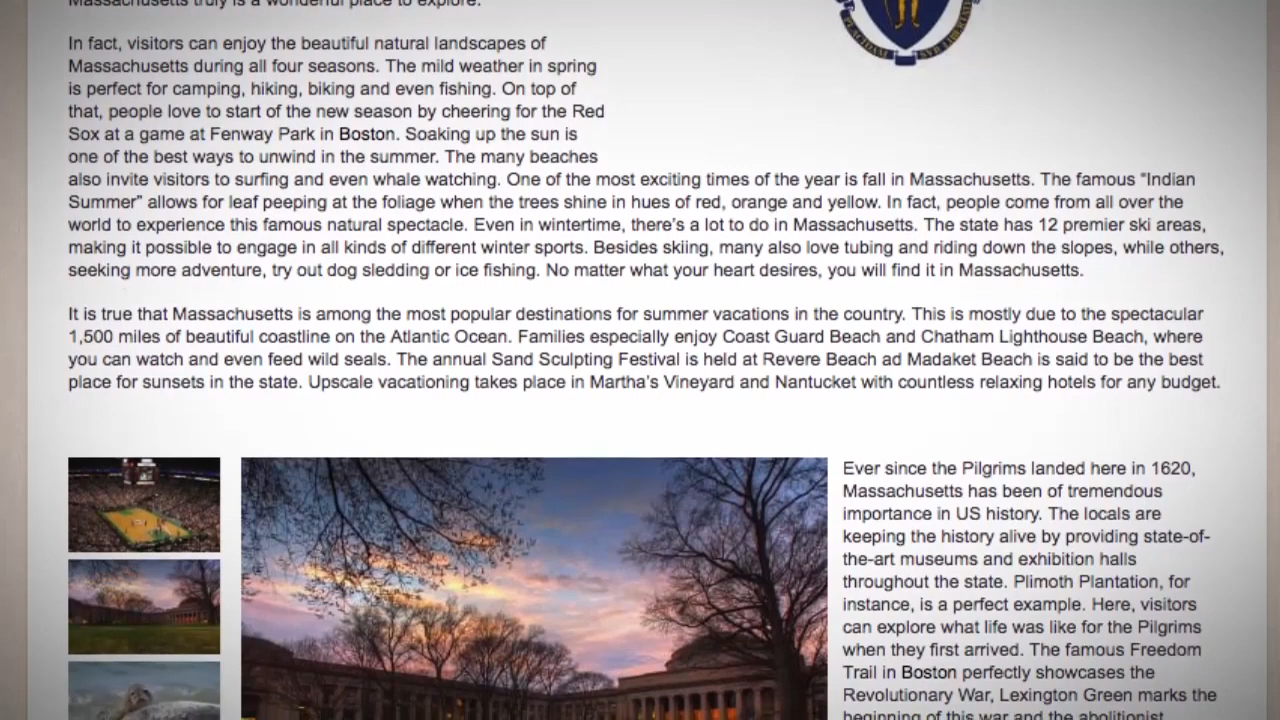 Massachusetts truly is a wonderful place to explore.
In fact, visitors can enjoy the beautiful natural landscapes of
Massachusetts during all four seasons. The mild weather in spring
is perfect for camping, hiking, biking and even fishing. On top of
that, people love to start of the new season by cheering for the Red
Sox at a game at Fenway Park in Boston. Soaking up the sun is
one of the best ways to unwind in the summer. The many beaches
also invite visitors to surfing and even whale watching. One of the most exciting times of the year is fall in Massachusetts. The famous “Indian
Summer” allows for leaf peeping at the foliage when the trees shine in hues of red, orange and yellow. In fact, people come from all over the
world to experience this famous natural spectacle. Even in wintertime, there’s a lot to do in Massachusetts. The state has 12 premier ski areas,
making it possible to engage in all kinds of different winter sports. Besides skiing, many also love tubing and riding down the slopes, while others,
seeking more adventure, try out dog sledding or ice fishing. No matter what your heart desires, you will find it in Massachusetts.
It is true that Massachusetts is among the most popular destinations for summer vacations in the country. This is mostly due to the spectacular
1,500 miles of beautiful coastline on the Atlantic Ocean. Families especially enjoy Coast Guard Beach and Chatham Lighthouse Beach, where
you can watch and even feed wild seals. The annual Sand Sculpting Festival is held at Revere Beach ad Madaket Beach is said to be the best
place for sunsets in the state. Upscale vacationing takes place in Martha’s Vineyard and Nantucket with countless relaxing hotels for any budget.
Ever since the Pilgrims landed here in 1620,
Massachusetts has been of tremendous
importance in US history. The locals are
keeping the history alive by providing state-of-
the-art museums and exhibition halls
throughout the state. Plimoth Plantation, for
instance, is a perfect example. Here, visitors
can explore what life was like for the Pilgrims
when they first arrived. The famous Freedom
Trail in Boston perfectly showcases the
Revolutionary War, Lexington Green marks the
beginning of this war and the abolitionist